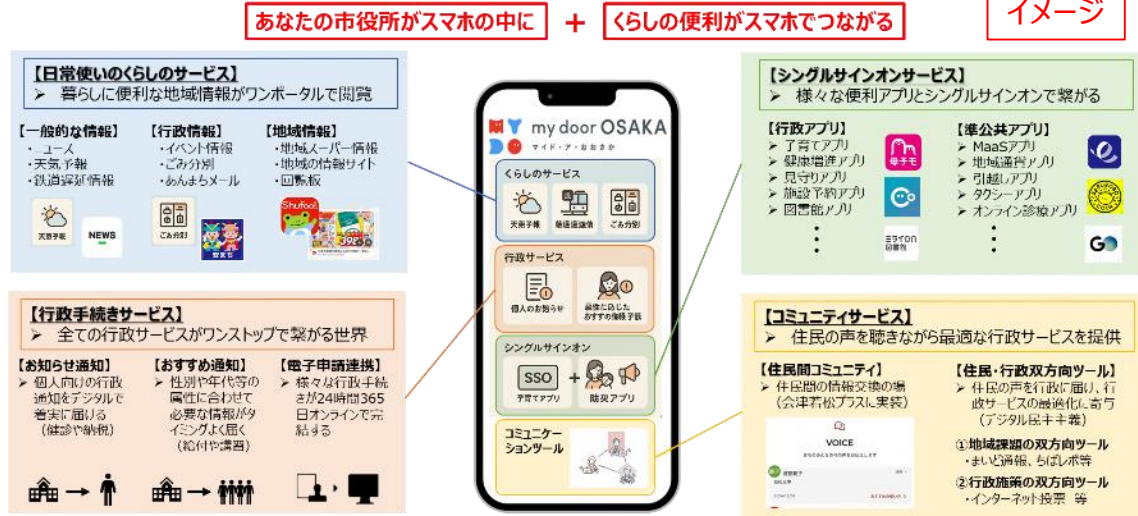 あなたの市役所がスマホの中に + くらしの便利がスマホでつながる
イメージ
【日常使いのくらしのサービス】
➢ 暮らしに便利な地域情報がワンポータルで閲覧
【一般的な情報】
・ニュース
・天気予報
・鉄道遅延情報
天気予報
NEWS
【行政情報】
・イベント情報
・ごみ分別
・あんまちメール
ごみ分別
安まち
【地域情報】
・地域スーパー情報
・地域の情報サイト
・回覧板
Shufoo!
【行政手続きサービス】
➢ 全ての行政サービスがワンストップで繋がる世界
【お知らせ通知】
➢ 個人向けの行政
通知をデジタルで
着実に届ける
(健診や納税)
【おすすめ通知】
➢ 性別や年代等の
属性に合わせて
必要な情報がタ
イミングよく届く
(給付や講習)
【電子申請連携】
➢ 様々な行政手続
きが24時間365
日オンラインで完
結する
MY DO
my door OSAKA
マイド・ア・おおさか
くらしのサービス
天気予報
鉄道遅延情
ごみ分別
行政サービス
個人のお知らせ
属性に応じた
おすすめ情報
シングルサインオン
SSO
+
子育てアプリ
防災アプリ
コミュニケー
ションツール
【シングルサインオンサービス】
➢ 様々な便利アプリとシングルサインオンで繋がる
【行政アプリ】
➢ 子育てアプリ
➢ 健康増進アプリ
➢ 見守りアプリ
➢ 施設予約アプリ
➢ 図書館アプリ
母子モ
ミライon
図書館
【準公共アプリ】
➢ MaaSアプリ
➢ 地域通貨アプリ
➢ 引越しアプリ
➢ タクシーアプリ
➢ オンライン診療アプリ
GO
【コミュニティサービス】
➢ 住民の声を聴きながら最適な行政サービスを提供
【住民間コミュニティ】
➢ 住民間の情報交換の場
(会津若松プラスに実装)
VOICE
【住民・行政双方向ツール】
➢ 住民の声を行政に届け、行
政サービスの最適化に寄与
(デジタル民主主義)
①地域課題の双方向ツール
・まいど通報、ちばレポ等
②行政施策の双方向ツール
・インターネット投票 等